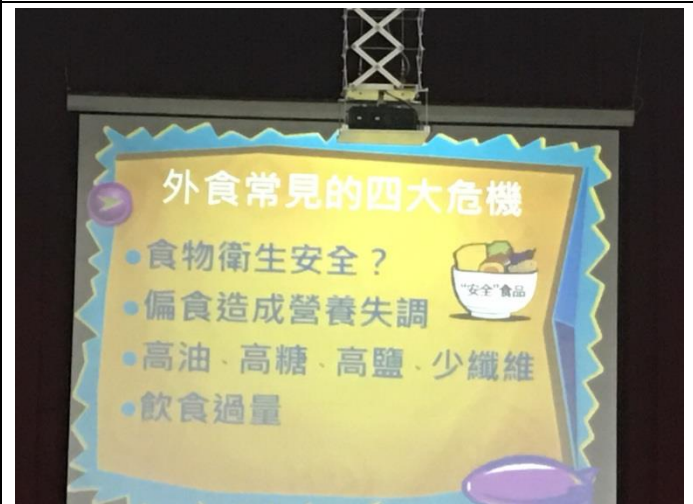 外食常見的四大危機
•食物衛生安全？
•偏食造成營養失調
•高油、高糖、高鹽、少纖維
•飲食過量
"安全"食品